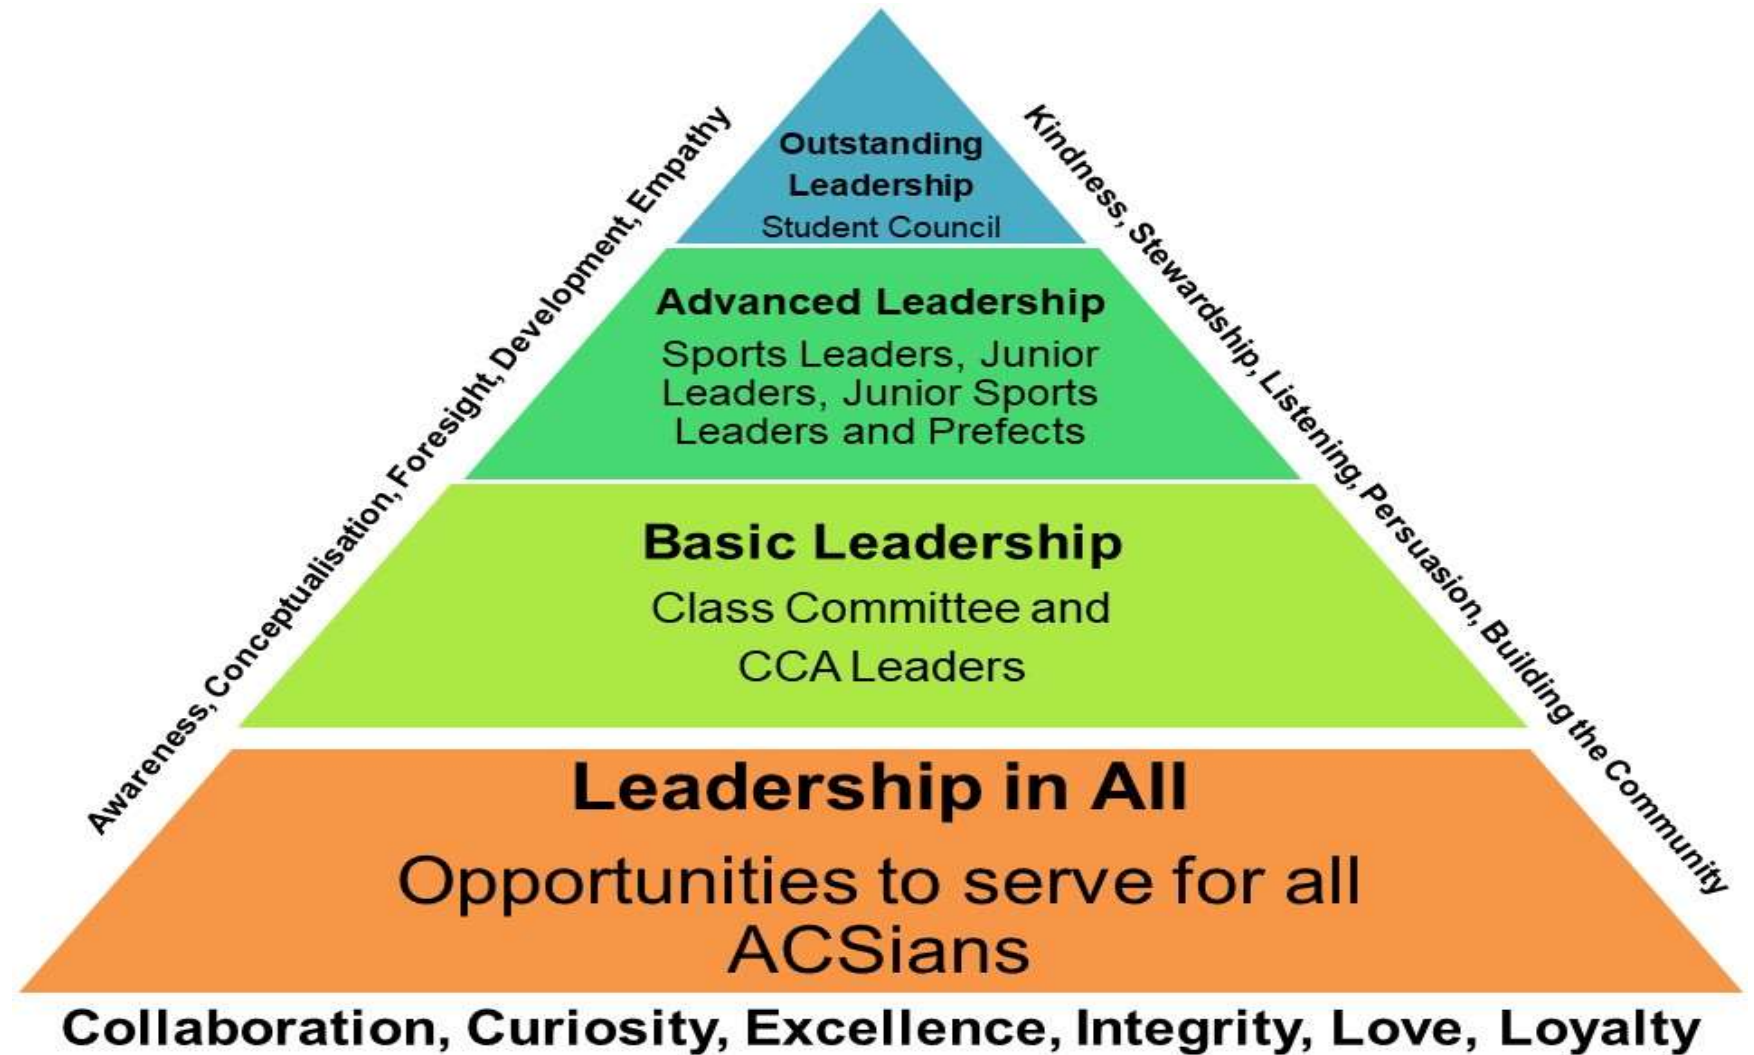 Outstanding
Leadership
Student Council
Advanced Leadership
Sports Leaders, Junior
Leaders, Junior Sports
Leaders and Prefects
Basic Leadership
Class Committee and
CCA Leaders
Leadership in All
Opportunities to serve for all
ACSians
Awareness, Conceptualisation, Foresight, Development, Empathy
Kindness, Stewardship, Listening, Persuasion, Building the Community
Collaboration, Curiosity, Excellence, Integrity, Love, Loyalty